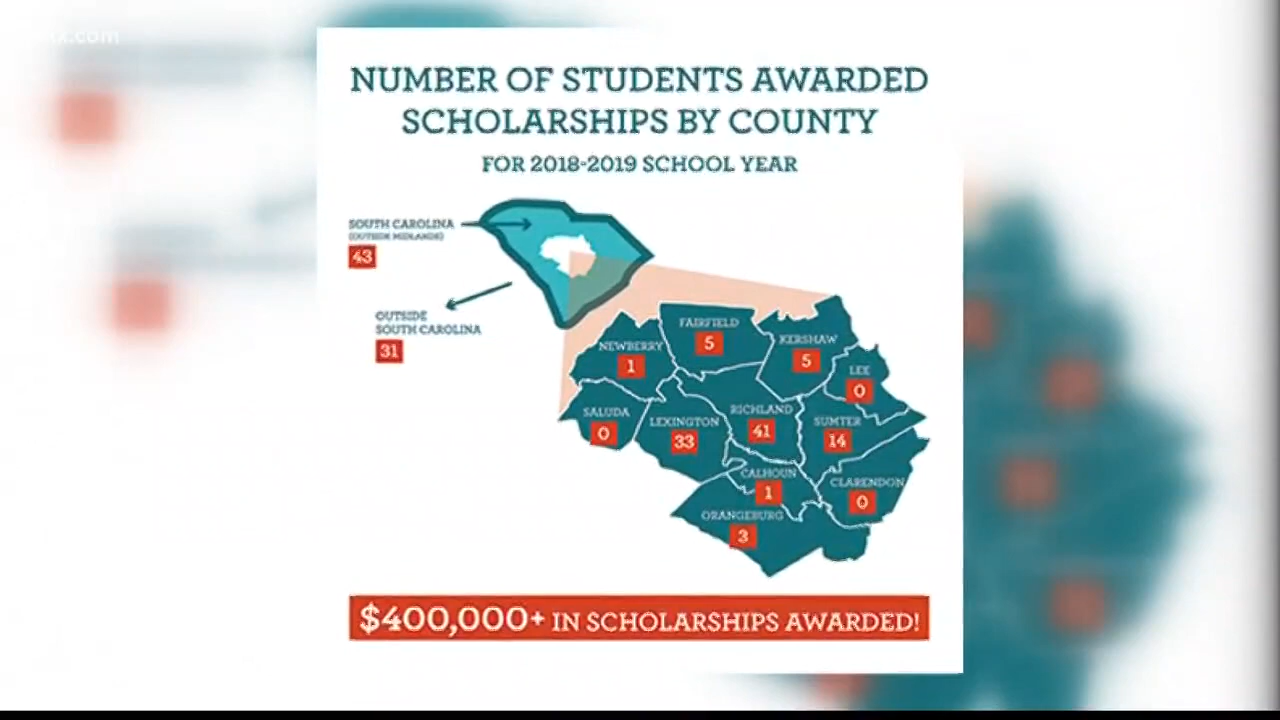 NUMBER OF STUDENTS AWARDED
SCHOLARSHIPS BY COUNTY
FOR 2018-2019 SCHOOL YEAR
SOUTH CAROLINA
(OUTSIDE MIDLANDS)
43
OUTSIDE
SOUTH CAROLINA
31
FAIRFIELD
5
NEWBERRY
1
KERSHAW
5
LEE
0
SALUDA
0
LEXINGTON
33
RICHLAND
41
SUMTER
14
CALHOUN
1
CLARENDON
0
ORANGEBURG
3
$400,000+ IN SCHOLARSHIPS AWARDED!